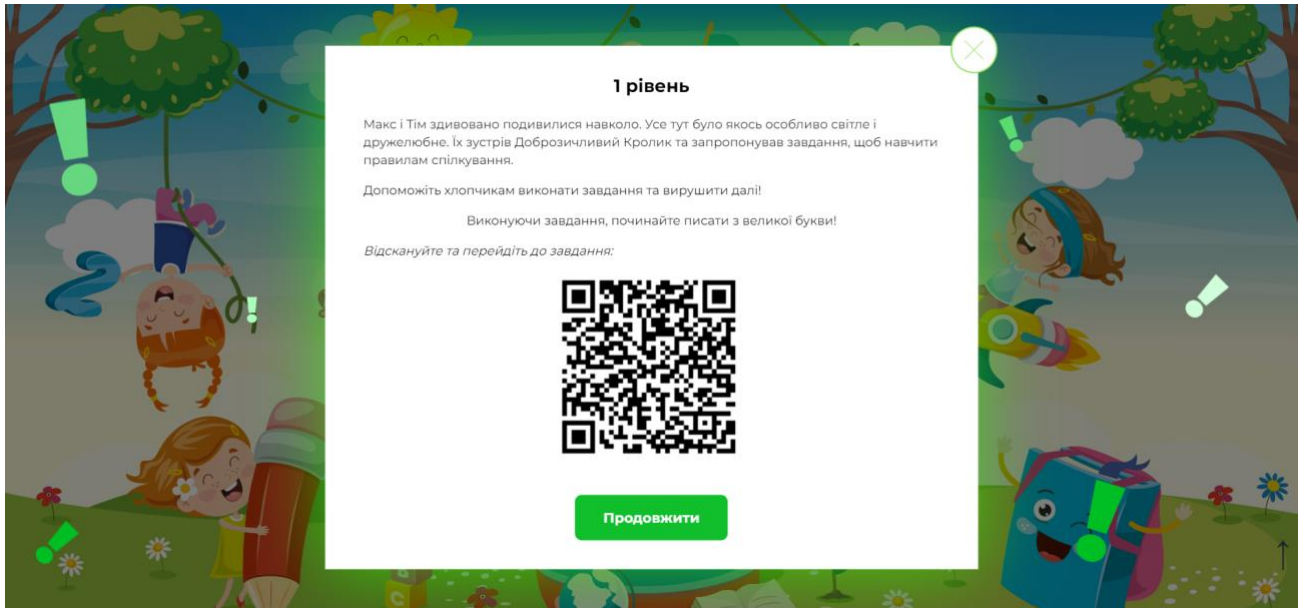 1 рівень
Макс і Тім здивовано подивилися навколо. Усе тут було якось особливо світле і
дружелюбне. Їх зустрів Доброзичливий Кролик та запропонував завдання, щоб навчити
правилам спілкування.
Допоможіть хлопчикам виконати завдання та вирушити далі!
Виконуючи завдання, починайте писати з великої букви!
Відскануйте та перейдіть до завдання:
Продовжити